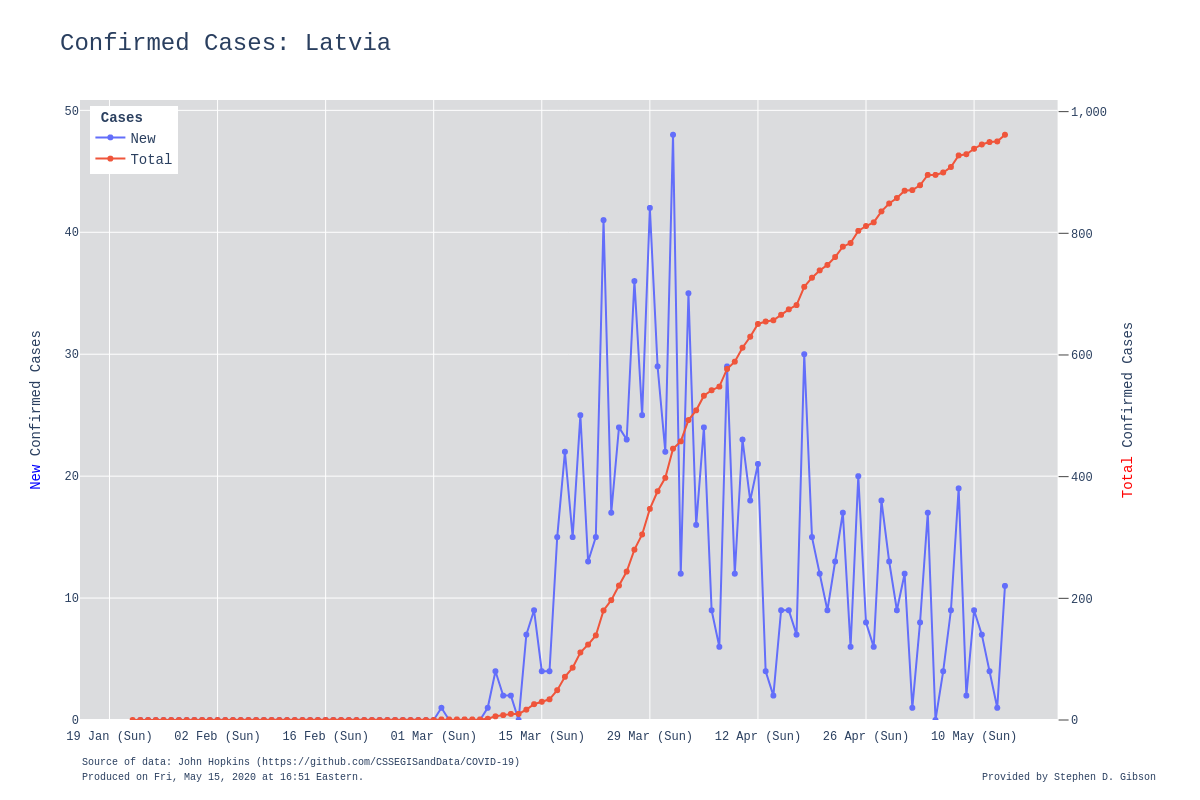 Confirmed Cases: Latvia
Cases
New
Total
50
40
30
20
10
0
New Confirmed Cases
1,000
800
600
400
200
0
Total Confirmed Cases
19 Jan (Sun) 02 Feb (Sun) 16 Feb (Sun) 01 Mar (Sun) 15 Mar (Sun) 29 Mar (Sun) 12 Apr (Sun) 26 Apr (Sun) 10 May (Sun)
Source of data: John Hopkins (https://github.com/CSSEGISandData/COVID-19)
Produced on Fri, May 15, 2020 at 16:51 Eastern.
Provided by Stephen D. Gibson